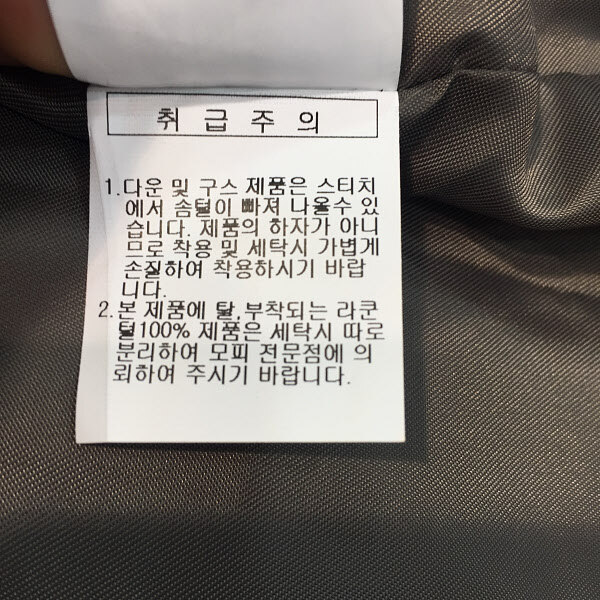 취급주의
1.다운 및 구스 제품은 스티치
에서 솜털이 빠져 나올수 있
습니다. 제품의 하자가 아니
므로 착용 및 세탁시 가볍게
손질하여 착용하시기 바랍
니다.
2.본 제품에 탈,부착되는 라쿤
털100% 제품은 세탁시 따로
분리하여 모피 전문점에 의
뢰하여 주시기 바랍니다.